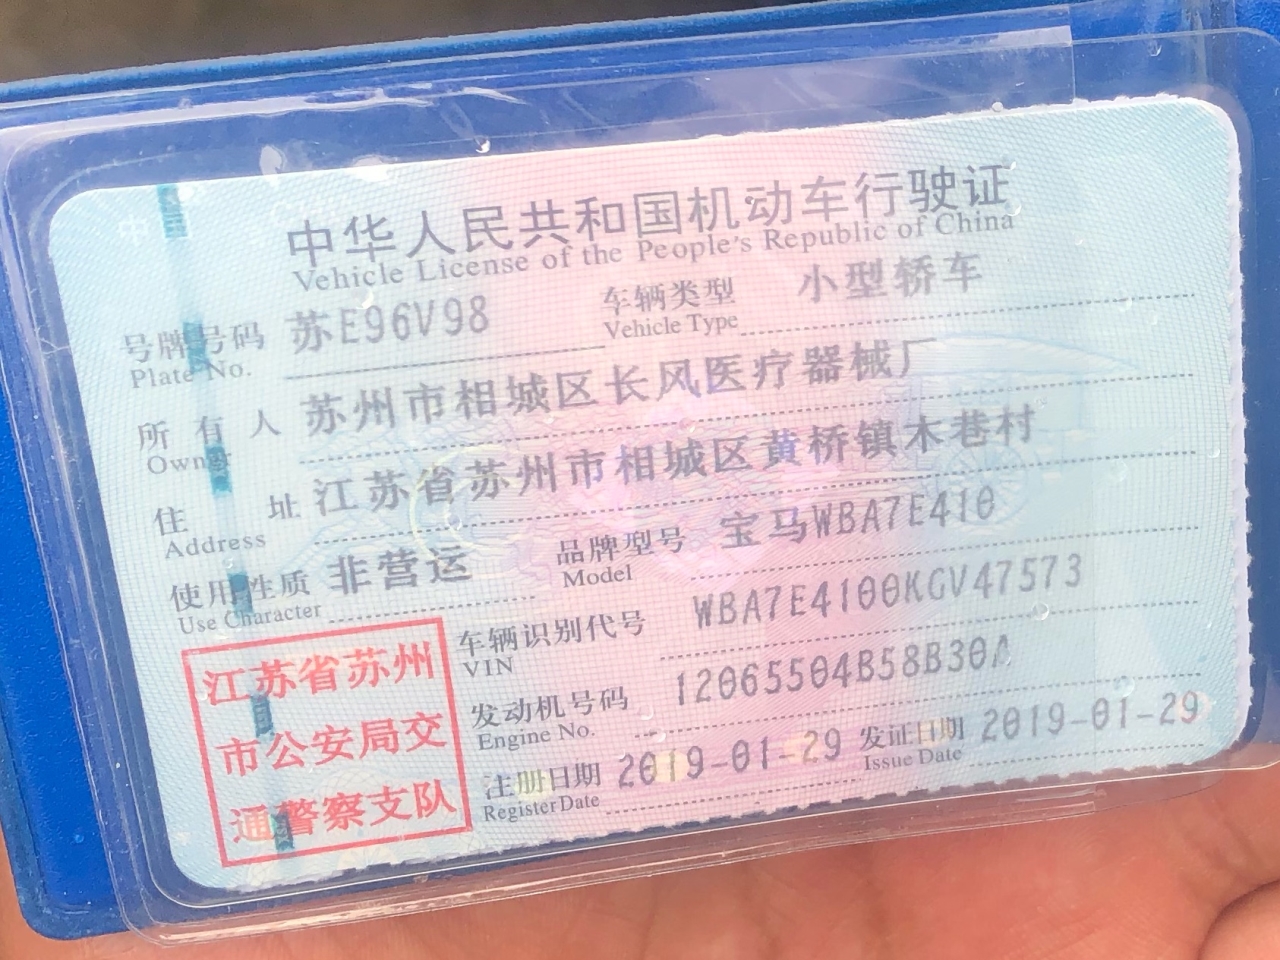 中华人民共和国机动车行驶证
Vehicle License of the People's Republic of China
号牌号码 苏E96V98 车辆类型 小型轿车
Plate No. Vehicle Type
所有人 苏州市相城区长风医疗器械厂
Owner
住址 江苏省苏州市相城区黄桥镇木巷村
Address
使用性质 非营运 品牌型号 宝马WBA7E410
Use Character Model
车辆识别代号 WBA7E4100KGV47573
VIN
发动机号码 12065504B58B30A
Engine No.
注册日期 2019-01-29 发证日期 2019-01-29
Register Date Issue Date
江苏省苏州
市公安局交
通警察支队